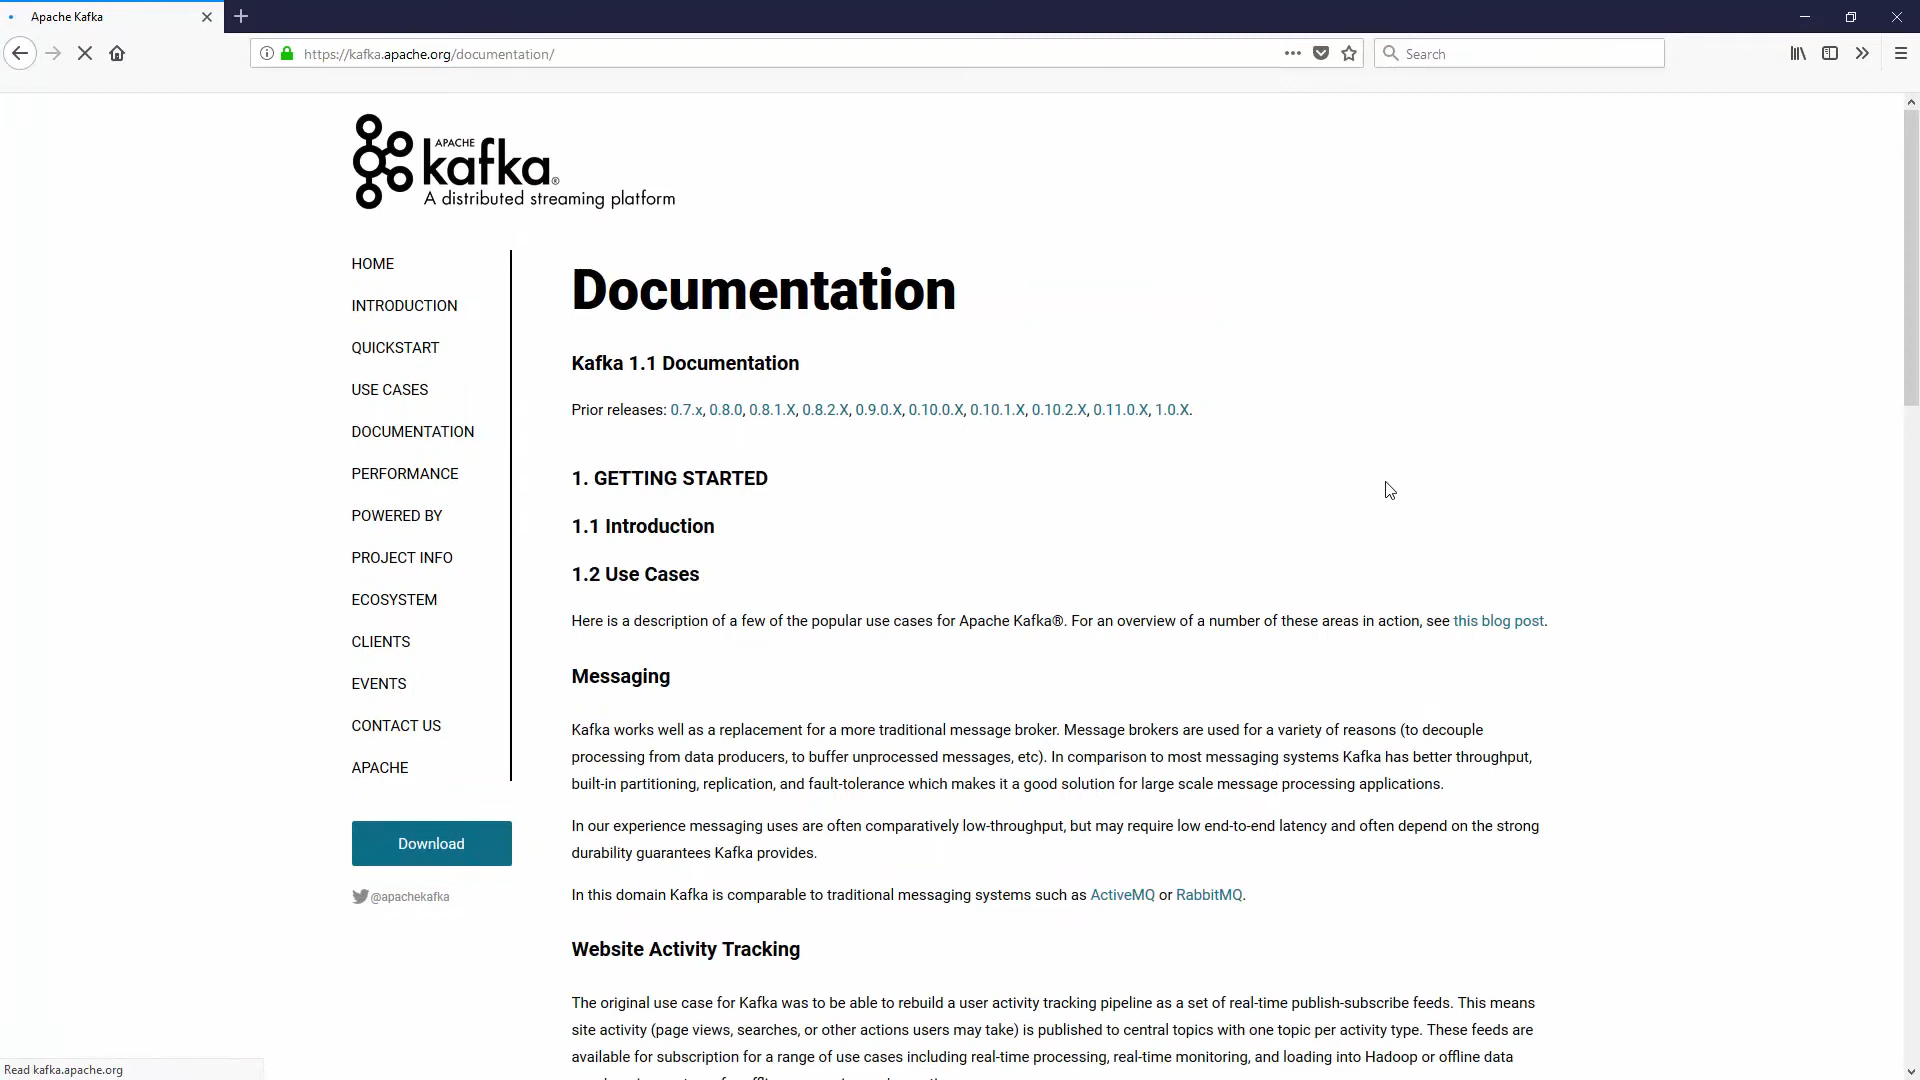 Apache Kafka
https://kafka.apache.org/documentation/
Search
APACHE
kafka®
A distributed streaming platform
HOME
INTRODUCTION
QUICKSTART
USE CASES
DOCUMENTATION
PERFORMANCE
POWERED BY
PROJECT INFO
ECOSYSTEM
CLIENTS
EVENTS
CONTACT US
APACHE
Download
@apachekafka
Documentation
Kafka 1.1 Documentation
Prior releases: 0.7.x, 0.8.0, 0.8.1.X, 0.8.2.X, 0.9.0.X, 0.10.0.X, 0.10.1.X, 0.10.2.X, 0.11.0.X, 1.0.X.
1. GETTING STARTED
1.1 Introduction
1.2 Use Cases
Here is a description of a few of the popular use cases for Apache Kafka®. For an overview of a number of these areas in action, see this blog post.
Messaging
Kafka works well as a replacement for a more traditional message broker. Message brokers are used for a variety of reasons (to decouple
processing from data producers, to buffer unprocessed messages, etc). In comparison to most messaging systems Kafka has better throughput,
built-in partitioning, replication, and fault-tolerance which makes it a good solution for large scale message processing applications.
In our experience messaging uses are often comparatively low-throughput, but may require low end-to-end latency and often depend on the strong
durability guarantees Kafka provides.
In this domain Kafka is comparable to traditional messaging systems such as ActiveMQ or RabbitMQ.
Website Activity Tracking
The original use case for Kafka was to be able to rebuild a user activity tracking pipeline as a set of real-time publish-subscribe feeds. This means
site activity (page views, searches, or other actions users may take) is published to central topics with one topic per activity type. These feeds are
available for subscription for a range of use cases including real-time processing, real-time monitoring, and loading into Hadoop or offline data
Read kafka.apache.org